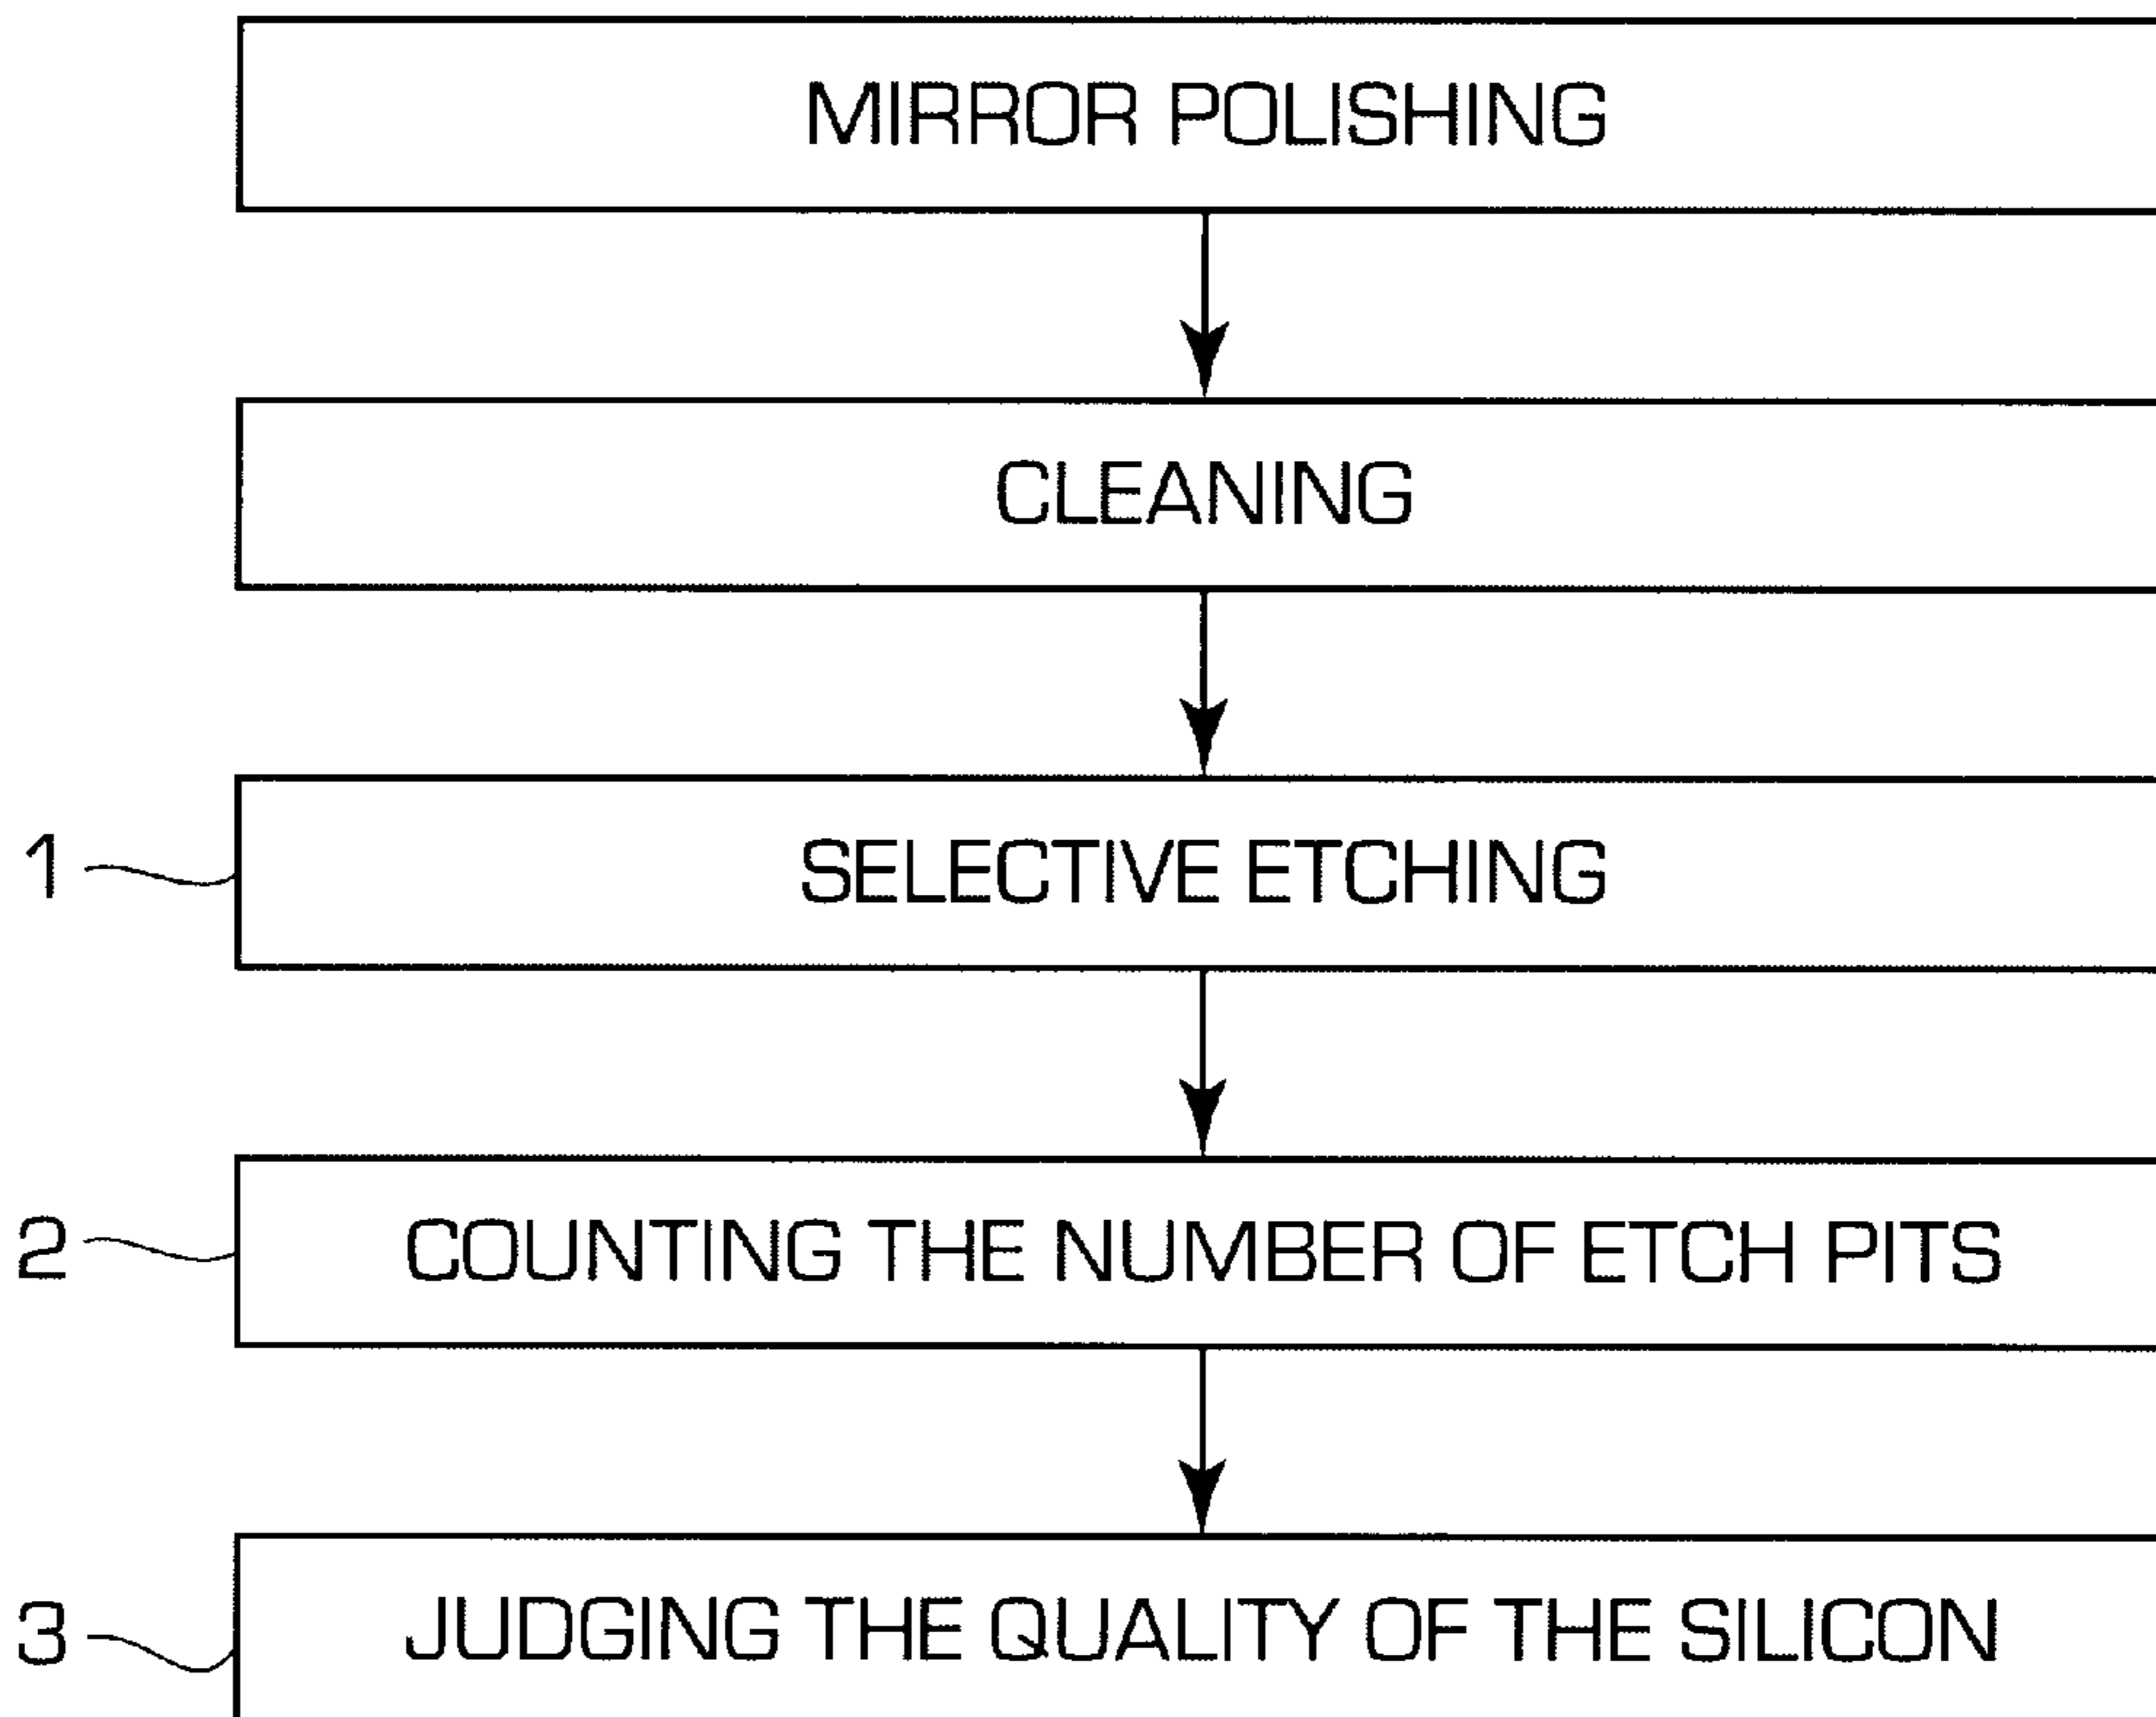 MIRROR POLISHING
CLEANING
1 SELECTIVE ETCHING
2 COUNTING THE NUMBER OF ETCH PITS
3 JUDGING THE QUALITY OF THE SILICON